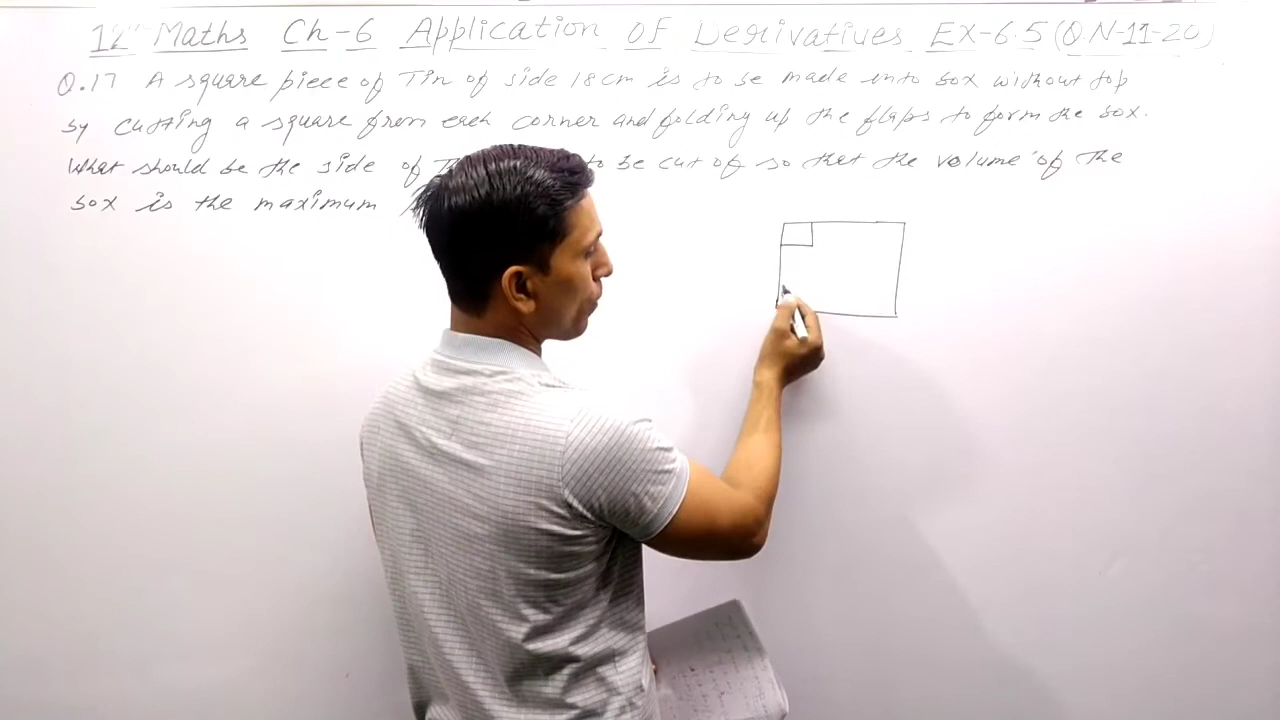 12th Maths Ch-6 Application Of Derivatives EX-6.5 (Q.N-11-20)
Q.17 A square piece of Tin of side 18cm is to be made into box without top
by cutting a square from each corner and folding up the flaps to form the box.
What should be the side of to be cut of so that the volume of the
box is the maximum